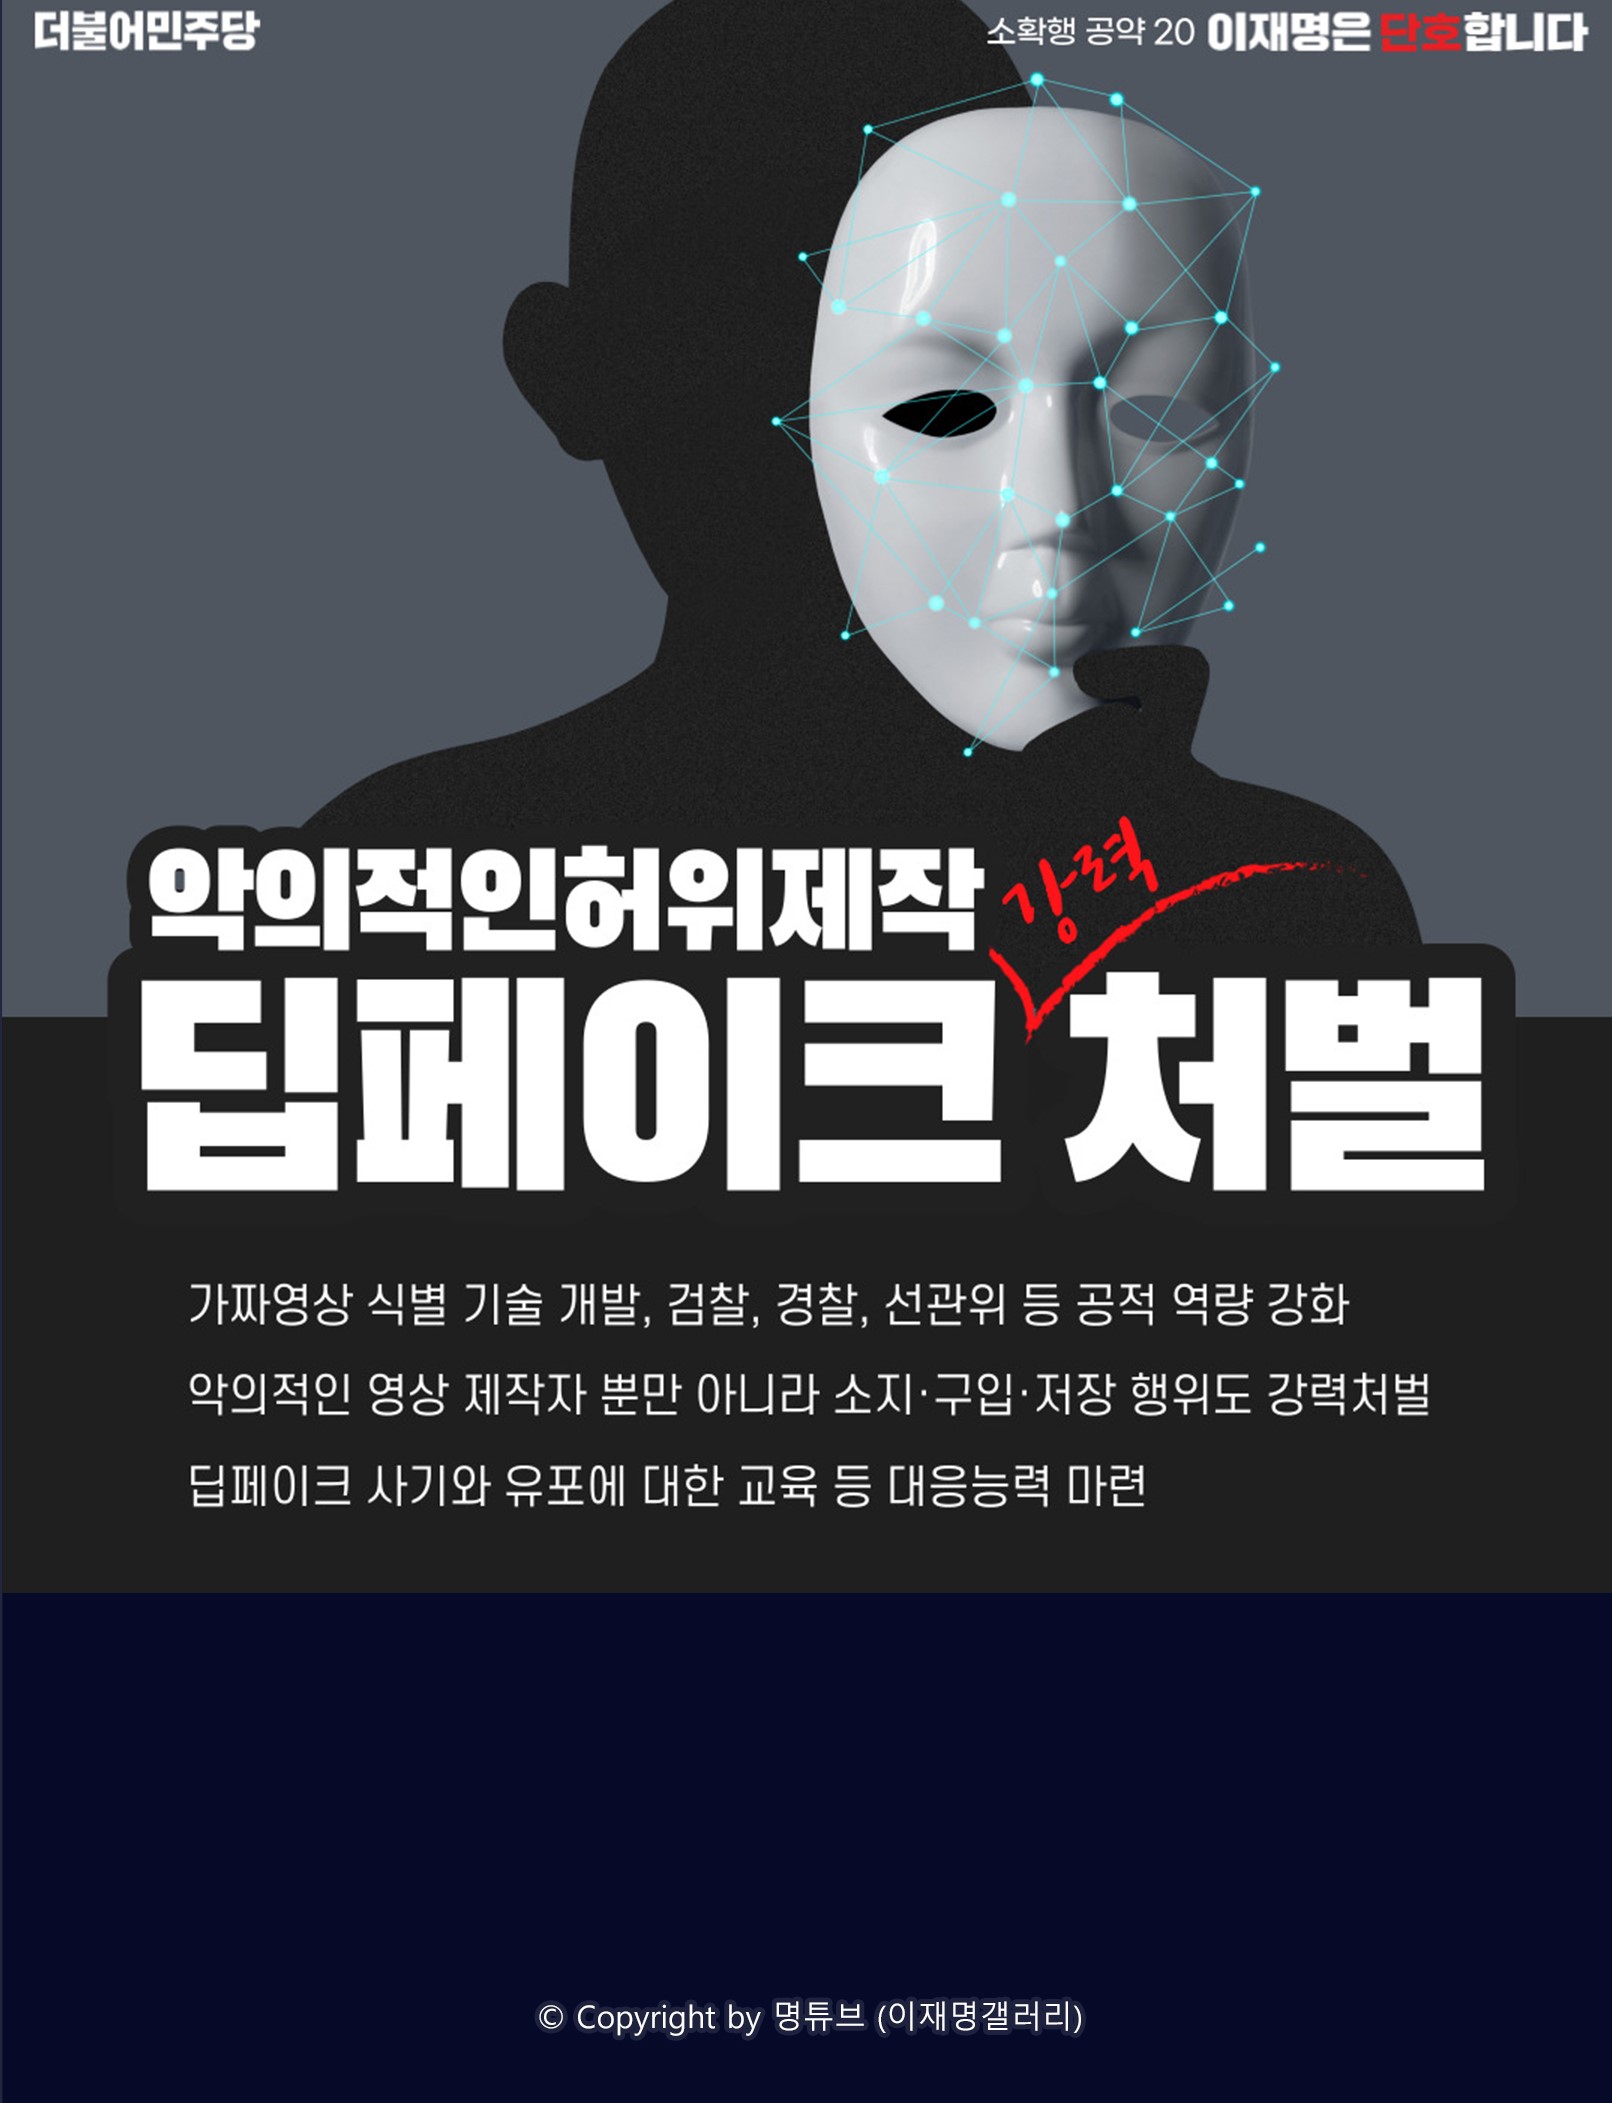 더불어민주당
소확행 공약 20 이재명은 단호합니다
악의적인허위제작 강력
딥페이크 처벌
가짜영상 식별 기술 개발, 검찰, 경찰, 선관위 등 공적 역량 강화
악의적인 영상 제작자 뿐만 아니라 소지·구입·저장 행위도 강력처벌
딥페이크 사기와 유포에 대한 교육 등 대응능력 마련
© Copyright by 명튜브 (이재명갤러리)